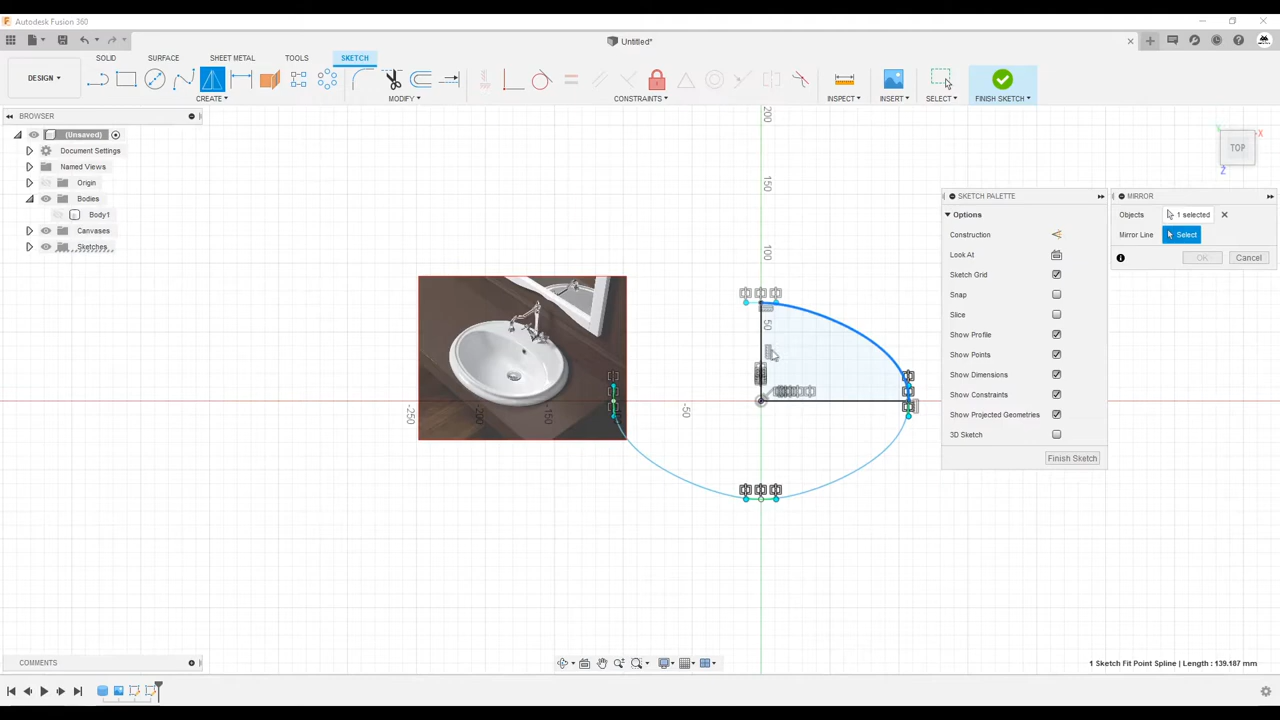 Autodesk Fusion 360
Untitled*
DESIGN
SOLID SURFACE SHEET METAL PLASTIC TOOLS SKETCH
CREATE MODIFY CONSTRAINTS INSPECT INSERT SELECT FINISH SKETCH
BROWSER
(Unsaved)
Document Settings
Named Views
Origin
Bodies
Body1
Canvases
Sketches
200
150
100
50
-250
-200
-150
-50
TOP
X
Z
SKETCH PALETTE
Options
Construction
Look At
Sketch Grid
Snap
Slice
Show Profile
Show Points
Show Dimensions
Show Constraints
Show Projected Geometries
3D Sketch
Finish Sketch
MIRROR
Objects 1 selected
Mirror Line Select
OK Cancel
COMMENTS
1 Sketch Fit Point Spline | Length : 139.187 mm